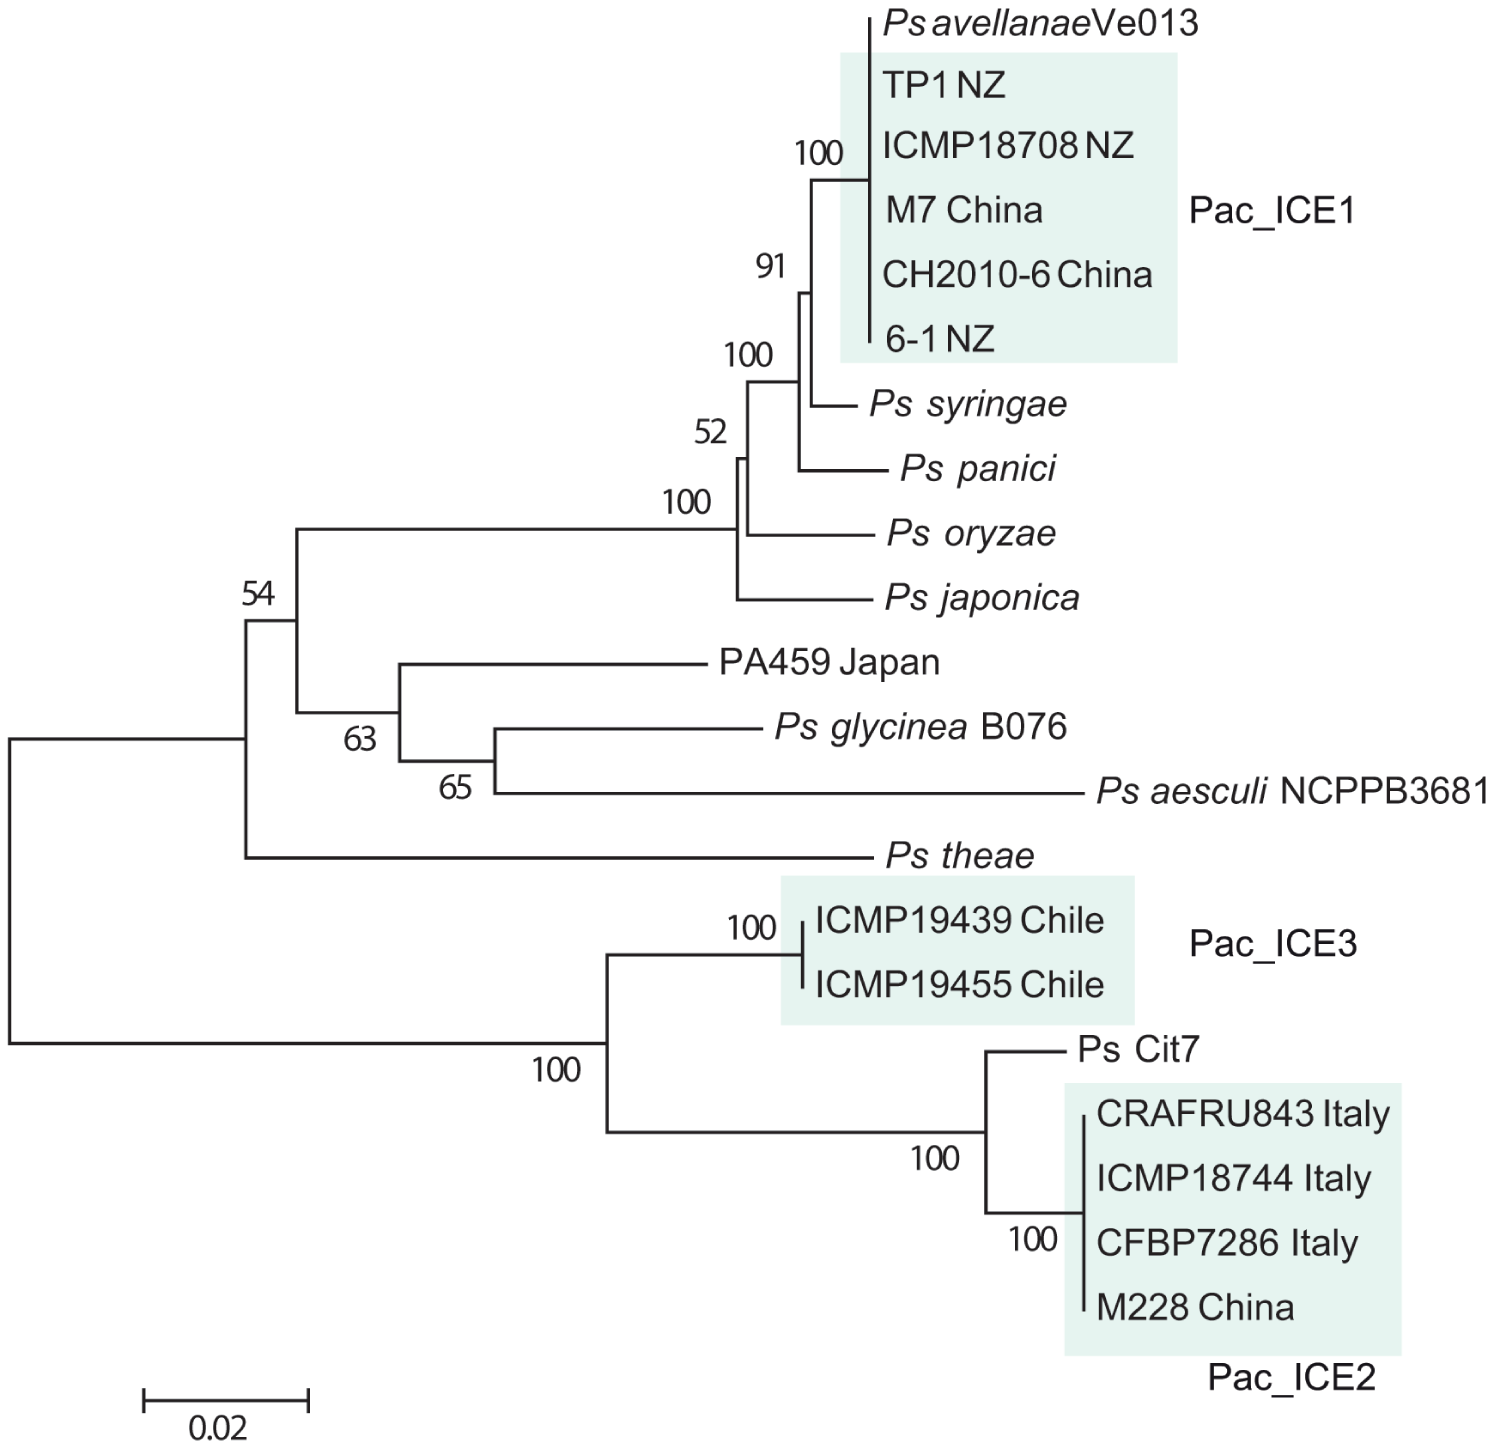 Ps avellanae Ve013
TP1 NZ
ICMP18708 NZ
100
M7 China
Pac_ICE1
91
CH2010-6 China
6-1 NZ
100
Ps syringae
52
Ps panici
100
Ps oryzae
54
Ps japonica
PA459 Japan
63
Ps glycinea B076
65
Ps aesculi NCPPB3681
Ps theae
100
ICMP19439 Chile
Pac_ICE3
ICMP19455 Chile
100
Ps Cit7
CRAFRU843 Italy
100
ICMP18744 Italy
100
CFBP7286 Italy
M228 China
Pac_ICE2
0.02